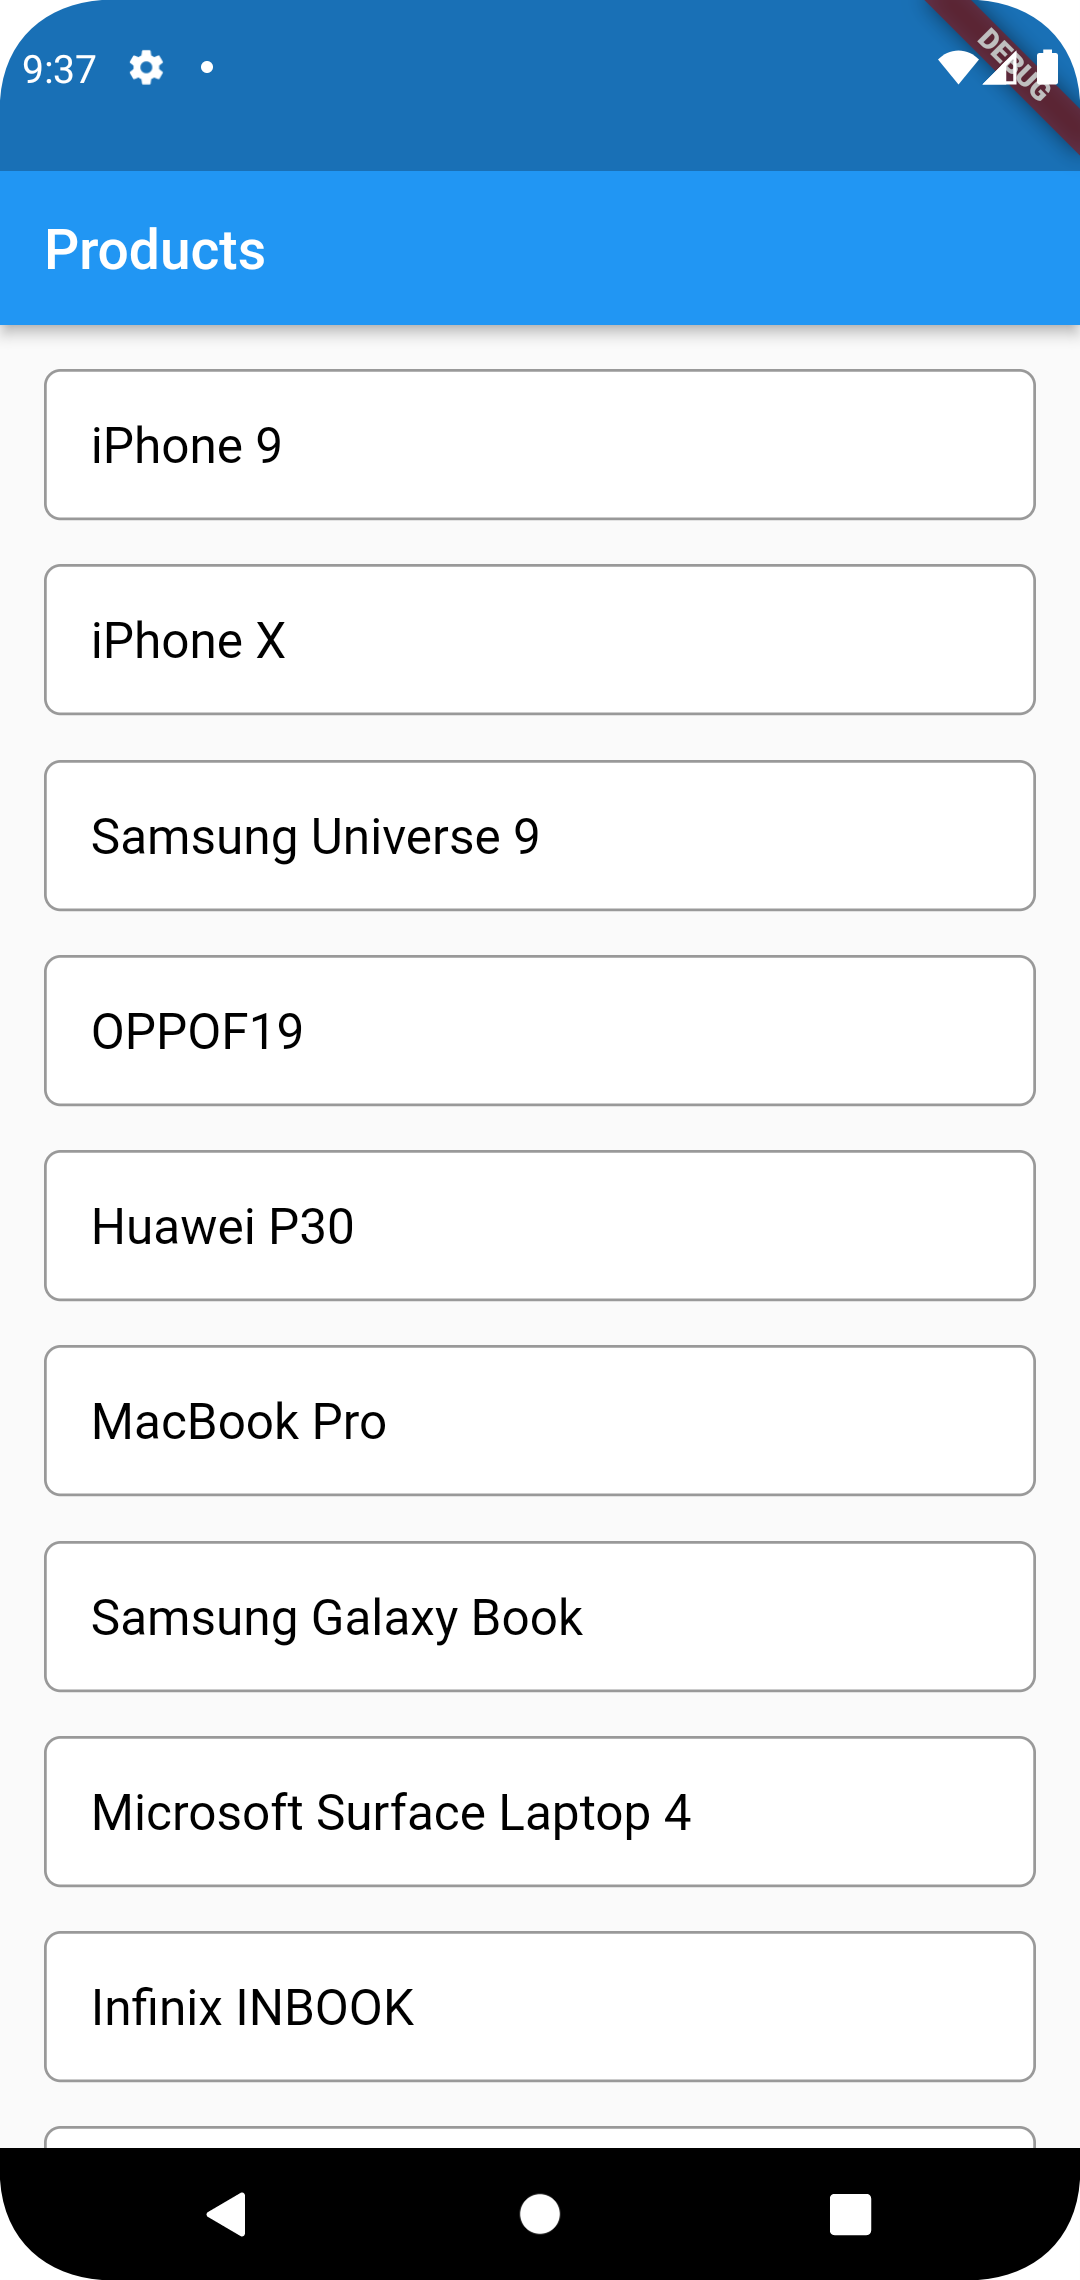 9:37
DEBUG
Products
iPhone 9
iPhone X
Samsung Universe 9
OPPOF19
Huawei P30
MacBook Pro
Samsung Galaxy Book
Microsoft Surface Laptop 4
Infinix INBOOK